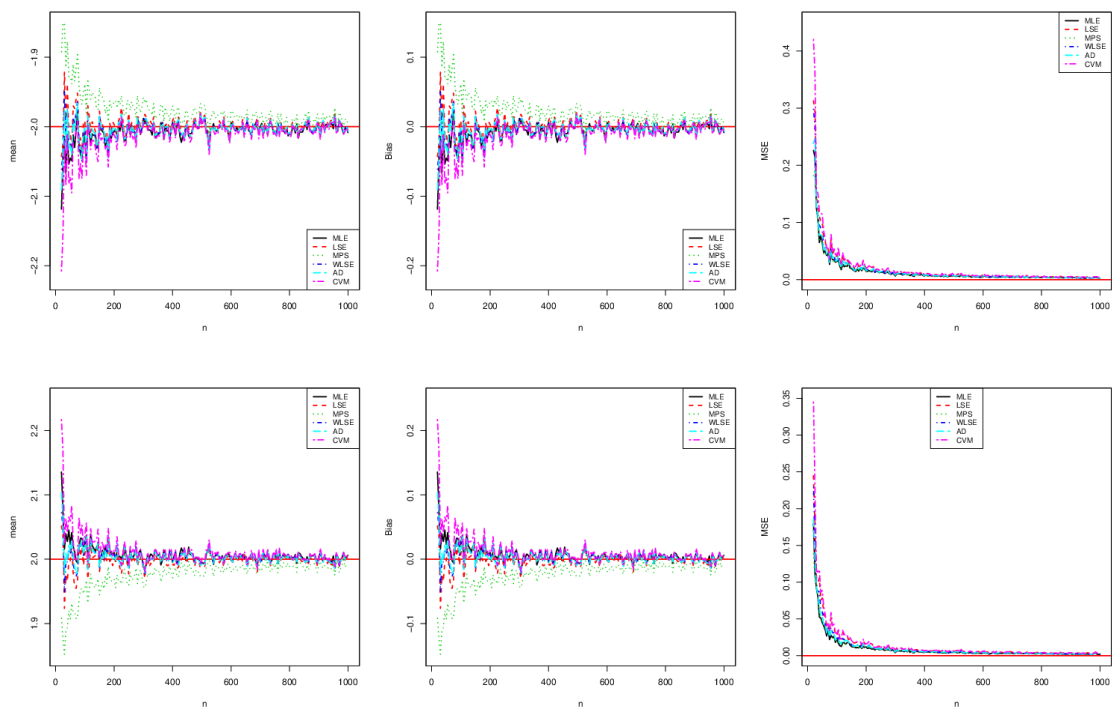 mean
-1.9
-2.0
-2.1
-2.2
MLE
LSE
MPS
WLSE
AD
CVM
0 200 400 600 800 1000
n
Bias
0.1
0.0
-0.1
-0.2
MLE
LSE
MPS
WLSE
AD
CVM
0 200 400 600 800 1000
n
MSE
0.4
0.3
0.2
0.1
0.0
MLE
LSE
MPS
WLSE
AD
CVM
0 200 400 600 800 1000
n
mean
2.2
2.1
2.0
1.9
MLE
LSE
MPS
WLSE
AD
CVM
0 200 400 600 800 1000
n
Bias
0.2
0.1
0.0
-0.1
MLE
LSE
MPS
WLSE
AD
CVM
0 200 400 600 800 1000
n
MSE
0.35
0.30
0.25
0.20
0.15
0.10
0.05
0.00
MLE
LSE
MPS
WLSE
AD
CVM
0 200 400 600 800 1000
n